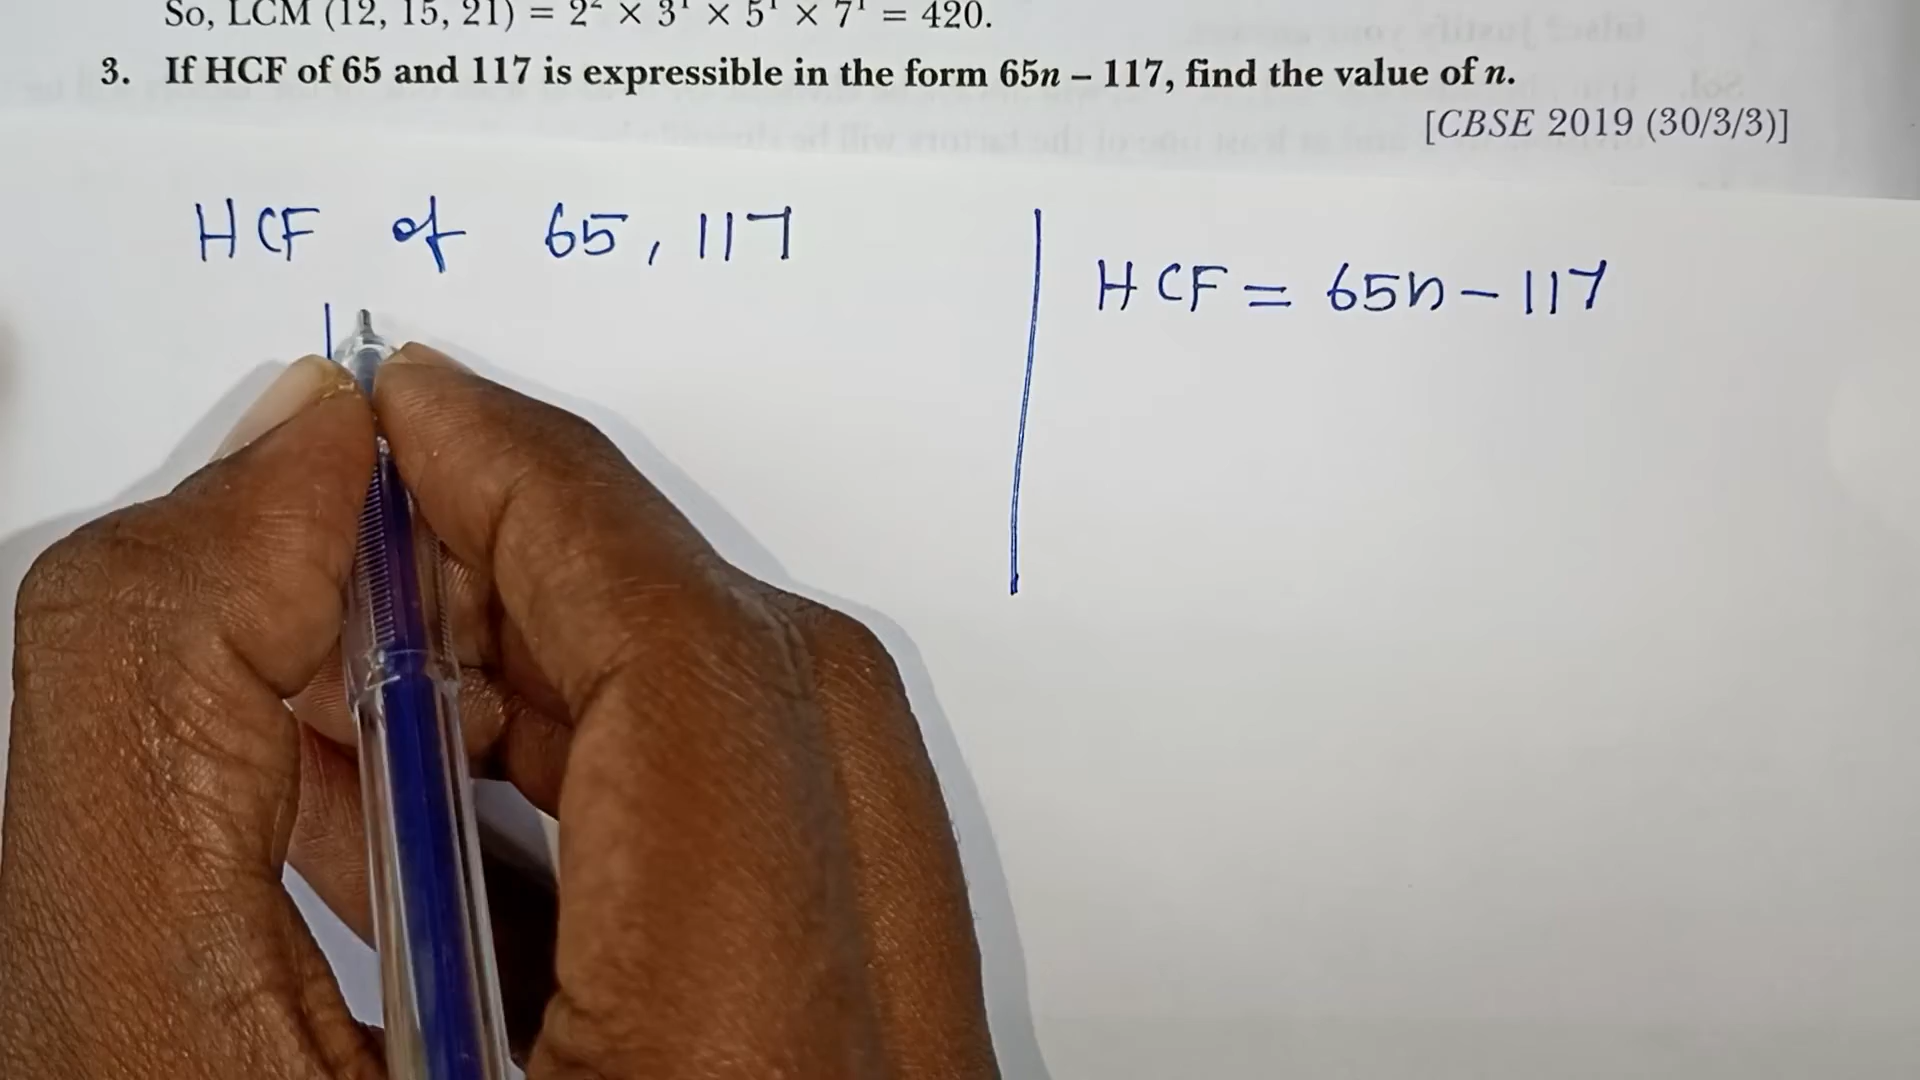 So, LCM (12, 15, 21) = 2² × 3¹ × 5¹ × 7¹ = 420.
3. If HCF of 65 and 117 is expressible in the form 65n – 117, find the value of n.
[CBSE 2019 (30/3/3)]
HCF of 65, 117
HCF = 65n – 117